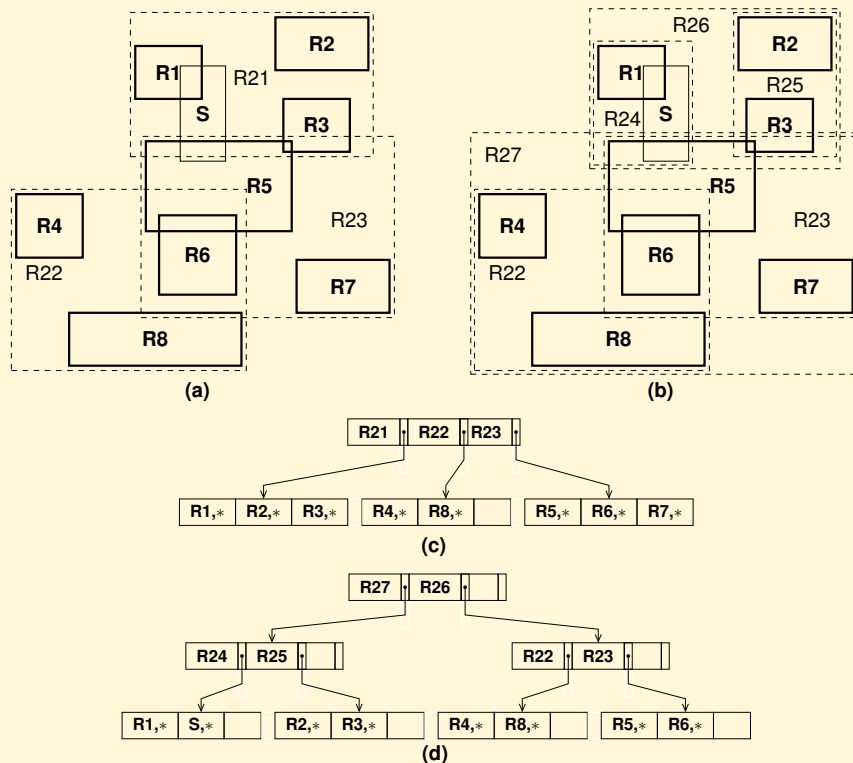 R2
R1
R21
S
R3
R5
R4
R23
R6
R22
R7
R8
(a)
R26
R2
R1
R25
R24
S
R3
R27
R5
R4
R23
R6
R22
R7
R8
(b)
R21 R22 R23
R1,* R2,* R3,* R4,* R8,* R5,* R6,* R7,*
(c)
R27 R26
R24 R25 R22 R23
R1,* S,* R2,* R3,* R4,* R8,* R5,* R6,*
(d)